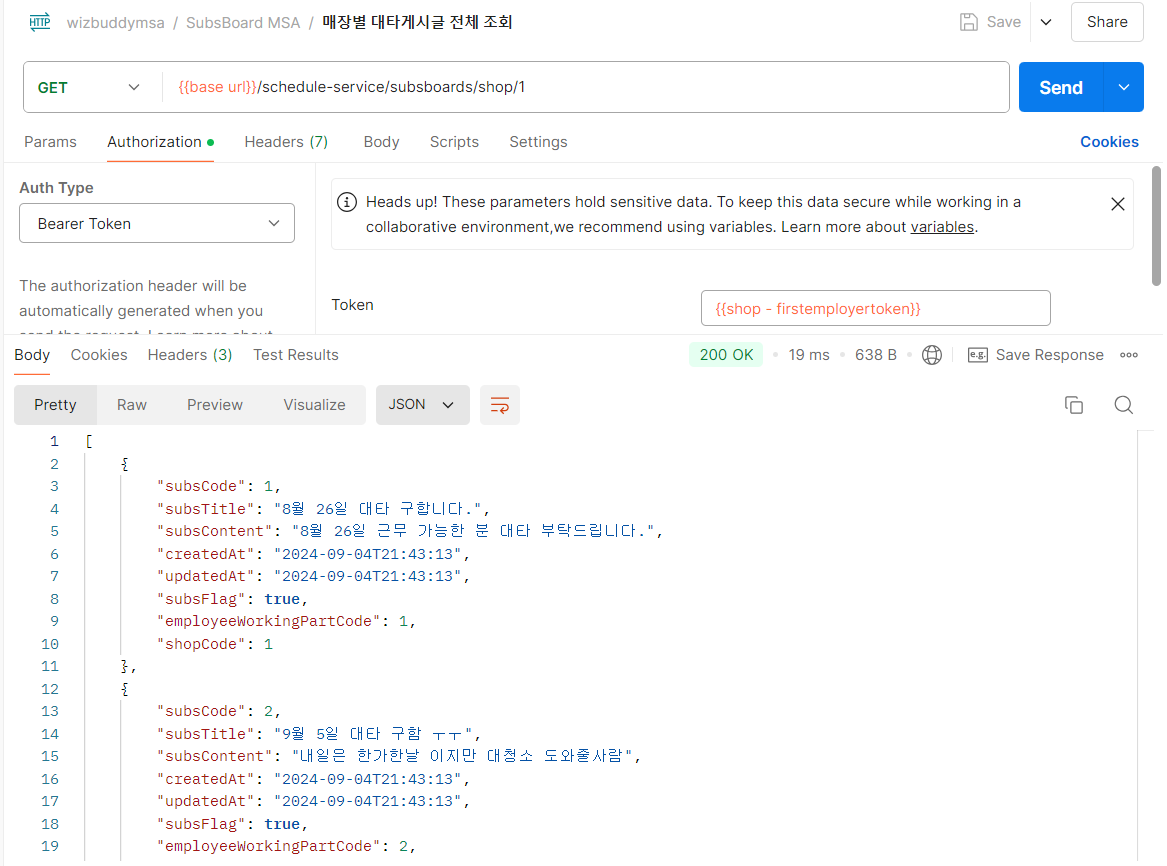 HTTP wizbuddymsa / SubsBoard MSA / 매장별 대타게시글 전체 조회 Save Share
GET {{base url}}/schedule-service/subsboards/shop/1 Send
Params Authorization Headers (7) Body Scripts Settings Cookies
Auth Type
Bearer Token
The authorization header will be
automatically generated when you
send the request. Learn more about
Heads up! These parameters hold sensitive data. To keep this data secure while working in a
collaborative environment,we recommend using variables. Learn more about variables.
Token {{shop - firstemployertoken}}
Body Cookies Headers (3) Test Results 200 OK 19 ms 638 B e.g. Save Response
Pretty Raw Preview Visualize JSON
1 [
2 {
3 "subsCode": 1,
4 "subsTitle": "8월 26일 대타 구합니다.",
5 "subsContent": "8월 26일 근무 가능한 분 대타 부탁드립니다.",
6 "createdAt": "2024-09-04T21:43:13",
7 "updatedAt": "2024-09-04T21:43:13",
8 "subsFlag": true,
9 "employeeWorkingPartCode": 1,
10 "shopCode": 1
11 },
12 {
13 "subsCode": 2,
14 "subsTitle": "9월 5일 대타 구함 ㅜㅜ",
15 "subsContent": "내일은 한가한날 이지만 대청소 도와줄사람",
16 "createdAt": "2024-09-04T21:43:13",
17 "updatedAt": "2024-09-04T21:43:13",
18 "subsFlag": true,
19 "employeeWorkingPartCode": 2,